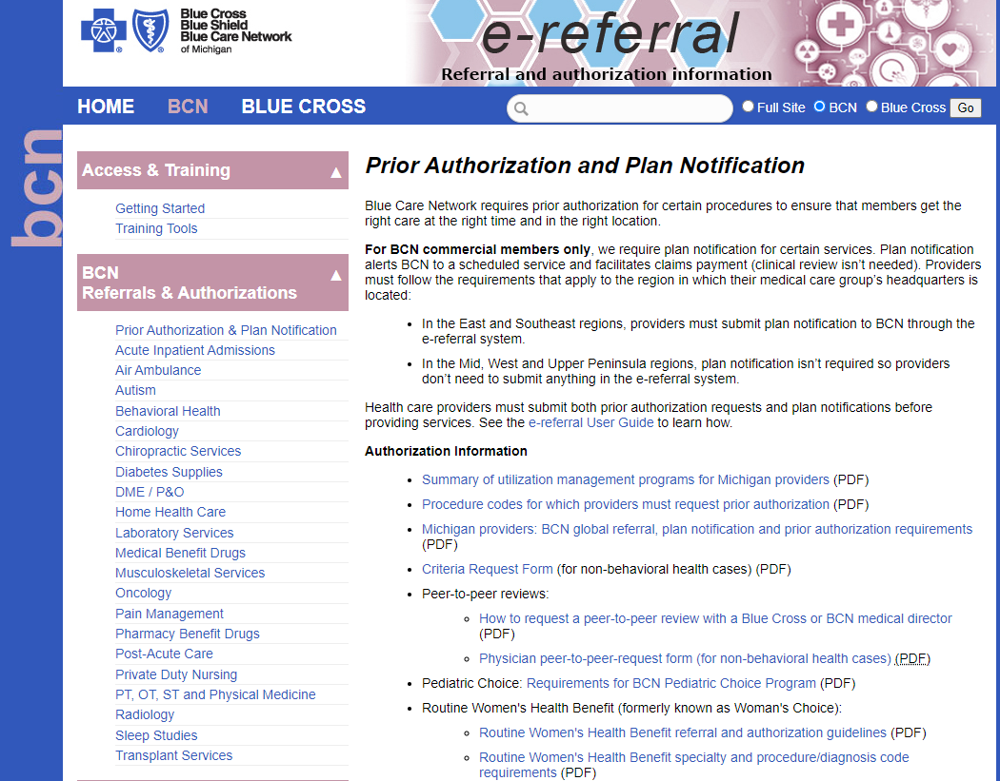 Blue Cross
Blue Shield
Blue Care Network
of Michigan
e-referral
Referral and authorization information
HOME
BCN
BLUE CROSS
Full Site
BCN
Blue Cross
Go
bcn
Access & Training
Getting Started
Training Tools
BCN
Referrals & Authorizations
Prior Authorization & Plan Notification
Acute Inpatient Admissions
Air Ambulance
Autism
Behavioral Health
Cardiology
Chiropractic Services
Diabetes Supplies
DME / P&O
Home Health Care
Laboratory Services
Medical Benefit Drugs
Musculoskeletal Services
Oncology
Pain Management
Pharmacy Benefit Drugs
Post-Acute Care
Private Duty Nursing
PT, OT, ST and Physical Medicine
Radiology
Sleep Studies
Transplant Services
Prior Authorization and Plan Notification
Blue Care Network requires prior authorization for certain procedures to ensure that members get the
right care at the right time and in the right location.
For BCN commercial members only, we require plan notification for certain services. Plan notification
alerts BCN to a scheduled service and facilitates claims payment (clinical review isn't needed). Providers
must follow the requirements that apply to the region in which their medical care group's headquarters is
located:
• In the East and Southeast regions, providers must submit plan notification to BCN through the
e-referral system.
• In the Mid, West and Upper Peninsula regions, plan notification isn't required so providers
don't need to submit anything in the e-referral system.
Health care providers must submit both prior authorization requests and plan notifications before
providing services. See the e-referral User Guide to learn how.
Authorization Information
• Summary of utilization management programs for Michigan providers (PDF)
• Procedure codes for which providers must request prior authorization (PDF)
• Michigan providers: BCN global referral, plan notification and prior authorization requirements
(PDF)
• Criteria Request Form (for non-behavioral health cases) (PDF)
• Peer-to-peer reviews:
◦ How to request a peer-to-peer review with a Blue Cross or BCN medical director
(PDF)
◦ Physician peer-to-peer-request form (for non-behavioral health cases) (PDF)
• Pediatric Choice: Requirements for BCN Pediatric Choice Program (PDF)
• Routine Women's Health Benefit (formerly known as Woman's Choice):
◦ Routine Women's Health Benefit referral and authorization guidelines (PDF)
◦ Routine Women's Health Benefit specialty and procedure/diagnosis code
requirements (PDF)